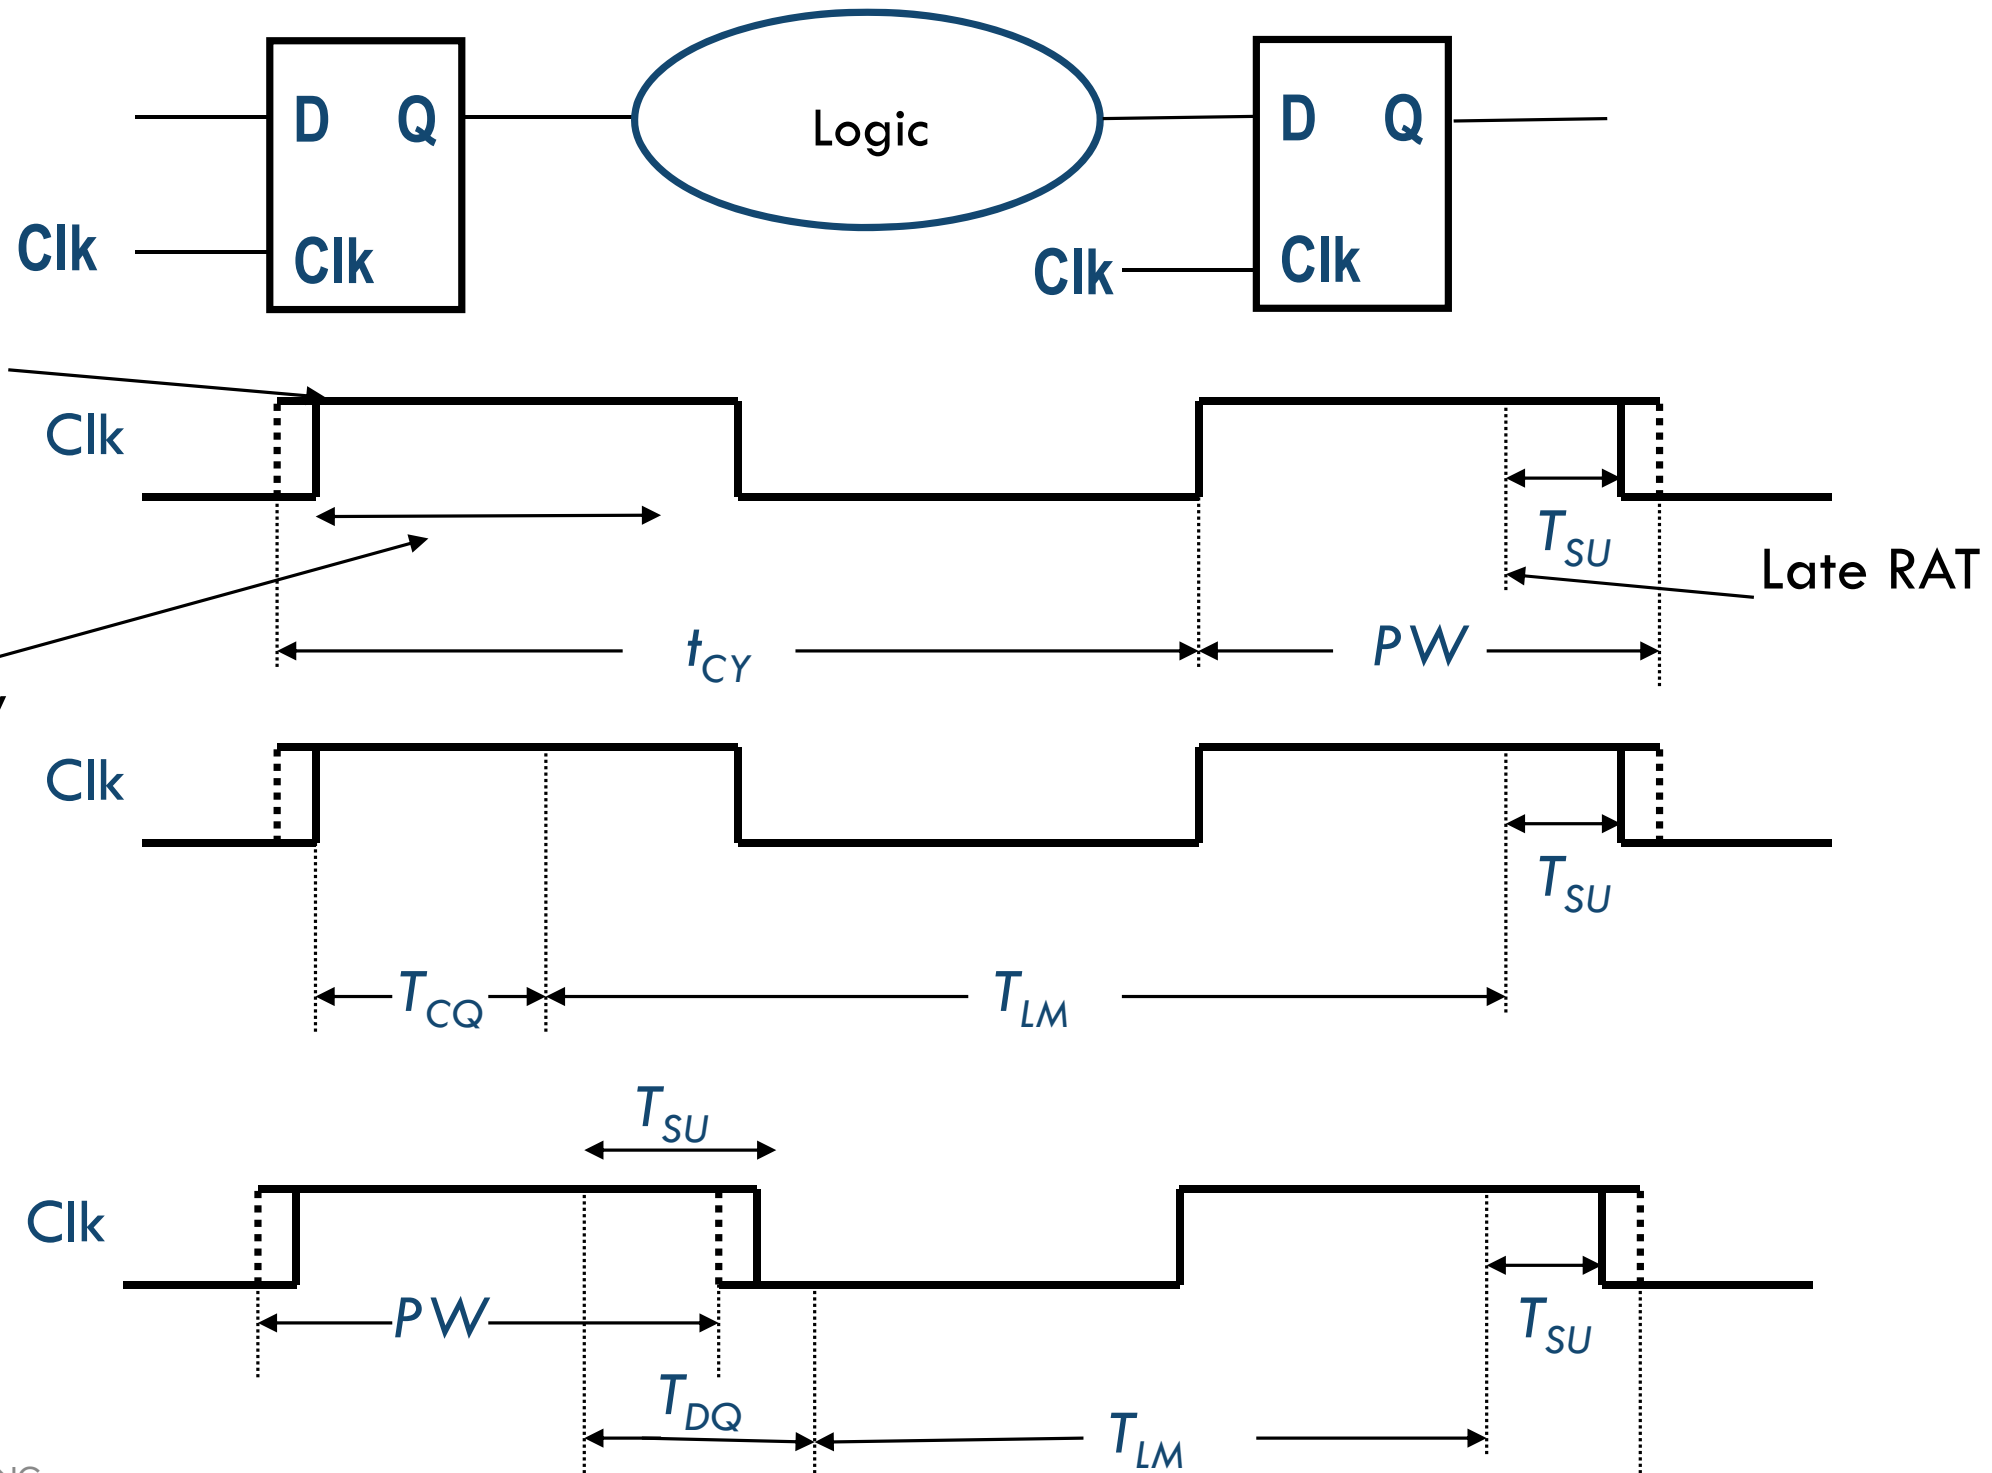 D Q
Logic
D Q
Clk
Clk
Clk
Clk
Clk
T_SU
Late RAT
t_CY
PW
Clk
T_SU
T_CQ
T_LM
T_SU
Clk
PW
T_SU
T_DQ
T_LM